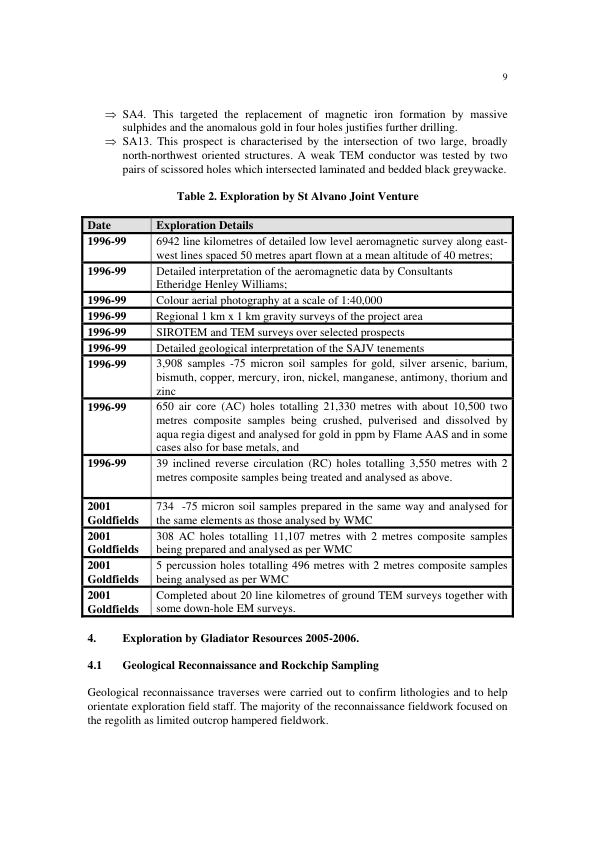 9
⇒ SA4. This targeted the replacement of magnetic iron formation by massive
sulphides and the anomalous gold in four holes justifies further drilling.
⇒ SA13. This prospect is characterised by the intersection of two large, broadly
north-northwest oriented structures. A weak TEM conductor was tested by two
pairs of scissored holes which intersected laminated and bedded black greywacke.
Table 2. Exploration by St Alvano Joint Venture
Date Exploration Details
1996-99 6942 line kilometres of detailed low level aeromagnetic survey along east-
west lines spaced 50 metres apart flown at a mean altitude of 40 metres;
1996-99 Detailed interpretation of the aeromagnetic data by Consultants
Etheridge Henley Williams;
1996-99 Colour aerial photography at a scale of 1:40,000
1996-99 Regional 1 km x 1 km gravity surveys of the project area
1996-99 SIROTEM and TEM surveys over selected prospects
1996-99 Detailed geological interpretation of the SAJV tenements
1996-99 3,908 samples -75 micron soil samples for gold, silver arsenic, barium,
bismuth, copper, mercury, iron, nickel, manganese, antimony, thorium and
zinc
1996-99 650 air core (AC) holes totalling 21,330 metres with about 10,500 two
metres composite samples being crushed, pulverised and dissolved by
aqua regia digest and analysed for gold in ppm by Flame AAS and in some
cases also for base metals, and
1996-99 39 inclined reverse circulation (RC) holes totalling 3,550 metres with 2
metres composite samples being treated and analysed as above.
2001 734 -75 micron soil samples prepared in the same way and analysed for
Goldfields the same elements as those analysed by WMC
2001 308 AC holes totalling 11,107 metres with 2 metres composite samples
Goldfields being prepared and analysed as per WMC
2001 5 percussion holes totalling 496 metres with 2 metres composite samples
Goldfields being analysed as per WMC
2001 Completed about 20 line kilometres of ground TEM surveys together with
Goldfields some down-hole EM surveys.
4. Exploration by Gladiator Resources 2005-2006.
4.1 Geological Reconnaissance and Rockchip Sampling
Geological reconnaissance traverses were carried out to confirm lithologies and to help
orientate exploration field staff. The majority of the reconnaissance fieldwork focused on
the regolith as limited outcrop hampered fieldwork.